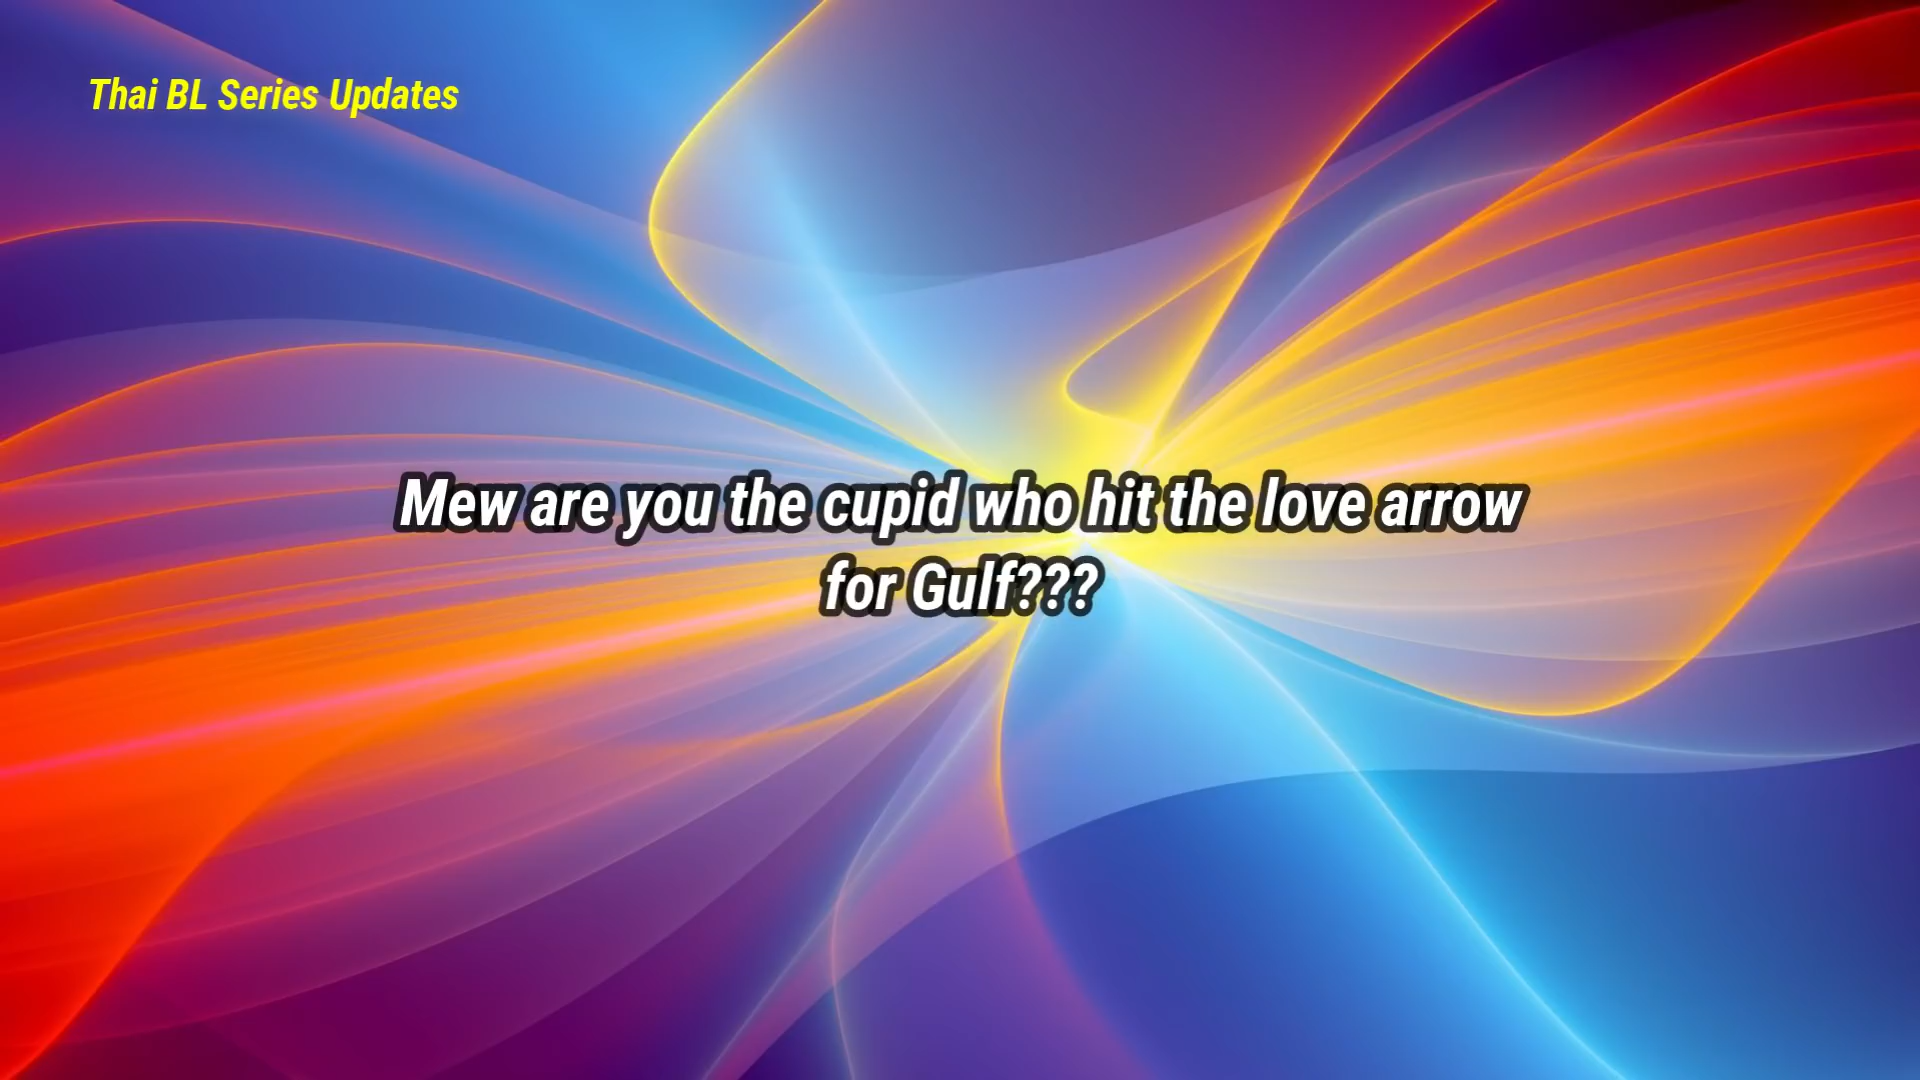 Thai BL Series Updates
Mew are you the cupid who hit the love arrow
for Gulf???